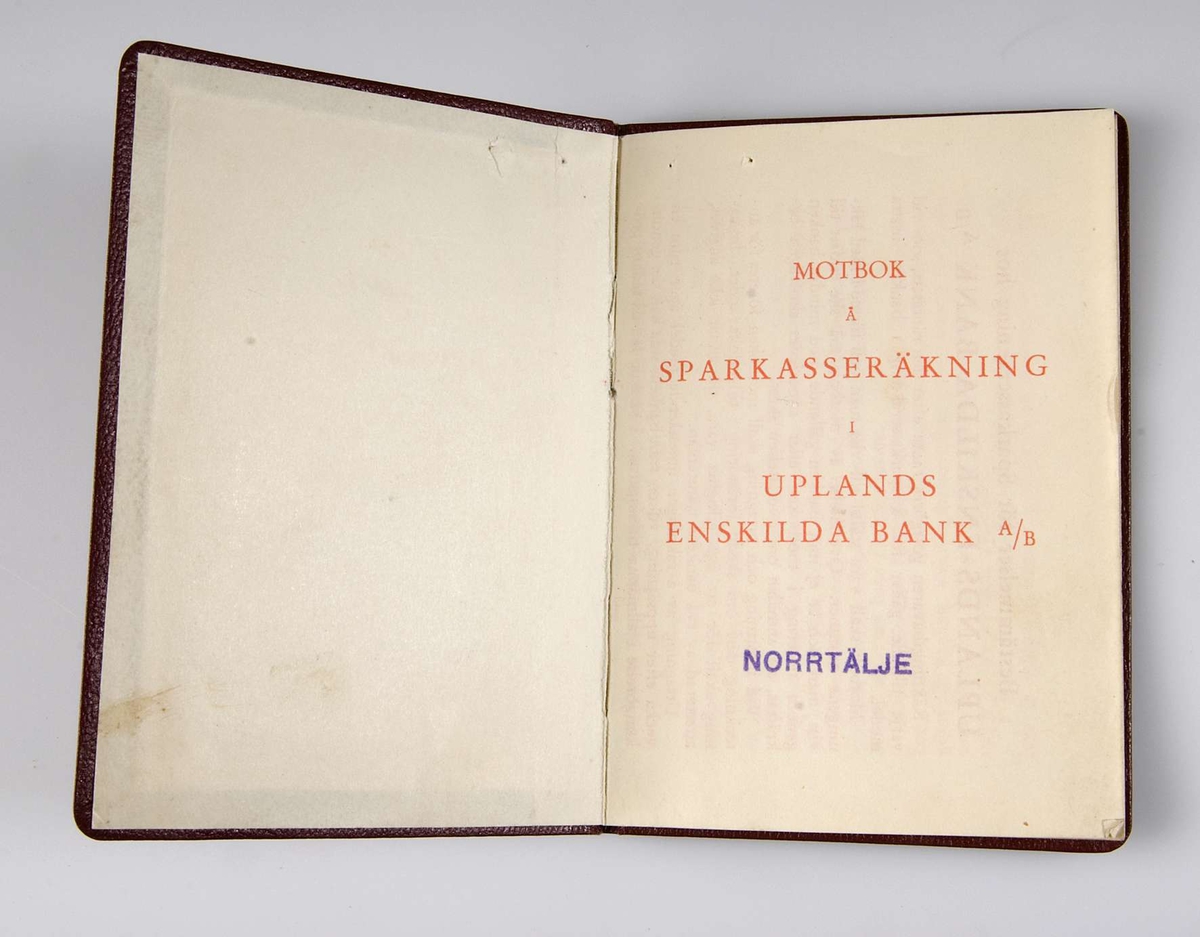 MOTBOK
Å
SPARKASSERÄKNING
I
UPLANDS
ENSKILDA BANK A/B
NORRTÄLJE